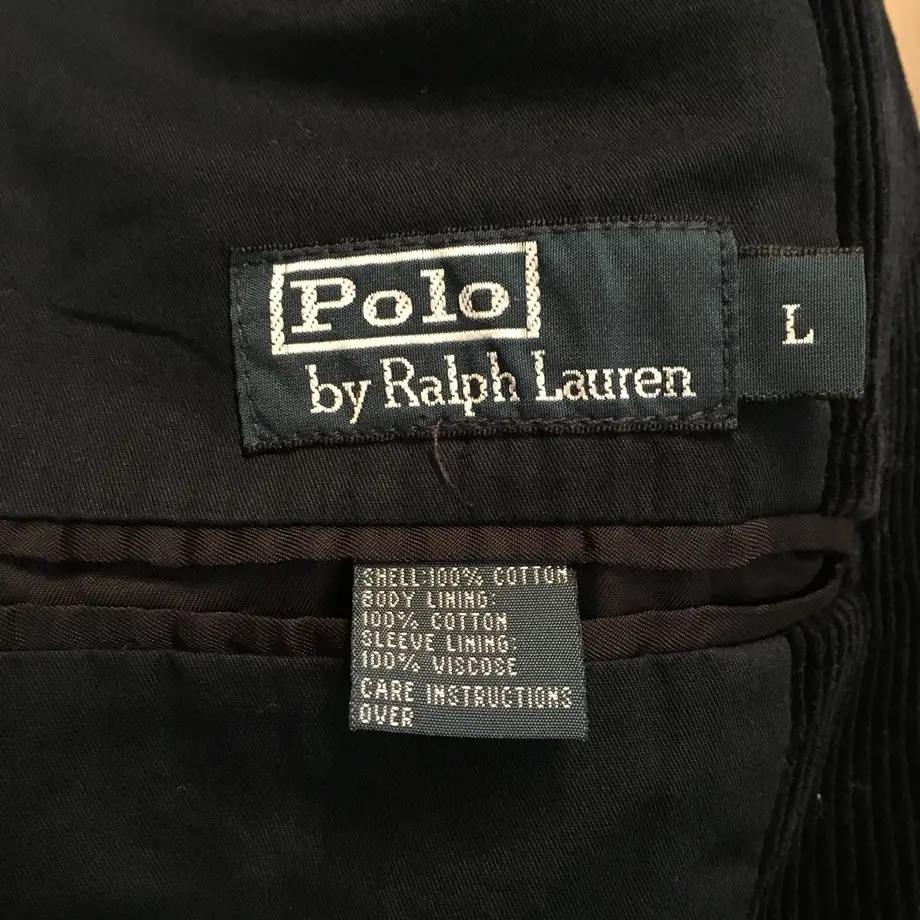 Polo
by Ralph Lauren
L
SHELL:100% COTTON
BODY LINING:
100% COTTON
SLEEVE LINING:
100% VISCOSE
CARE INSTRUCTIONS
OVER